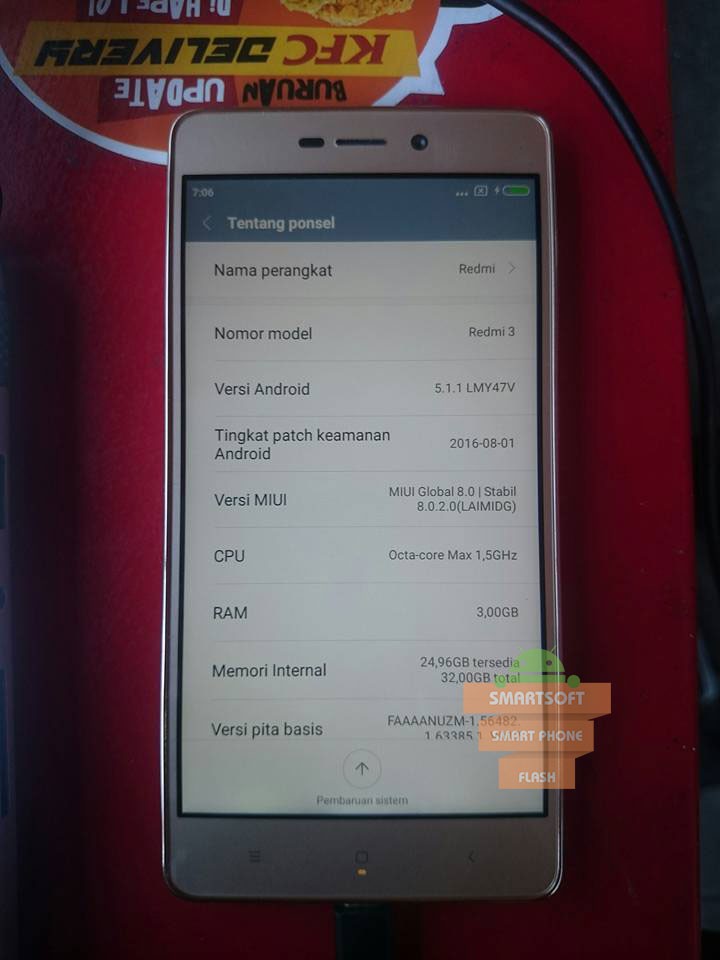 Di HARE LO!
KFC DELIVERY
BURUAN UPDATE
7:06
Tentang ponsel
Nama perangkat Redmi
Nomor model Redmi 3
Versi Android 5.1.1 LMY47V
Tingkat patch keamanan
Android 2016-08-01
Versi MIUI MIUI Global 8.0 | Stabil
8.0.2.0(LAIMIDG)
CPU Octa-core Max 1,5GHz
RAM 3,00GB
Memori Internal 24,96GB tersedia
32,00GB total
Versi pita basis FAAAANUZM-1.56482.
1.63385.1
Pembaruan sistem
SMARTSOFT
SMART PHONE
FLASH